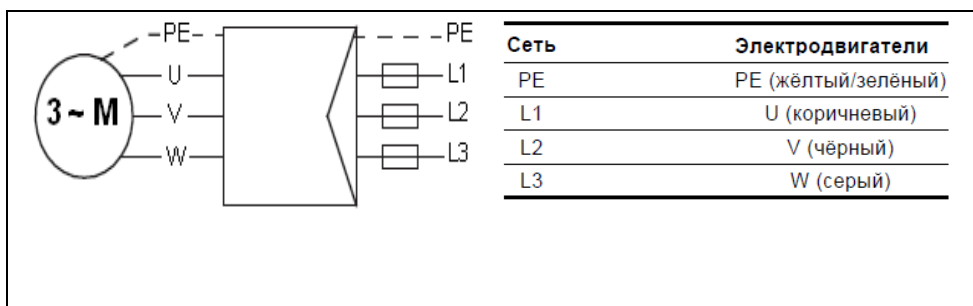 PE PE
U L1
3 ~ M V L2
W L3
Сеть Электродвигатели
PE PE (жёлтый/зелёный)
L1 U (коричневый)
L2 V (чёрный)
L3 W (серый)